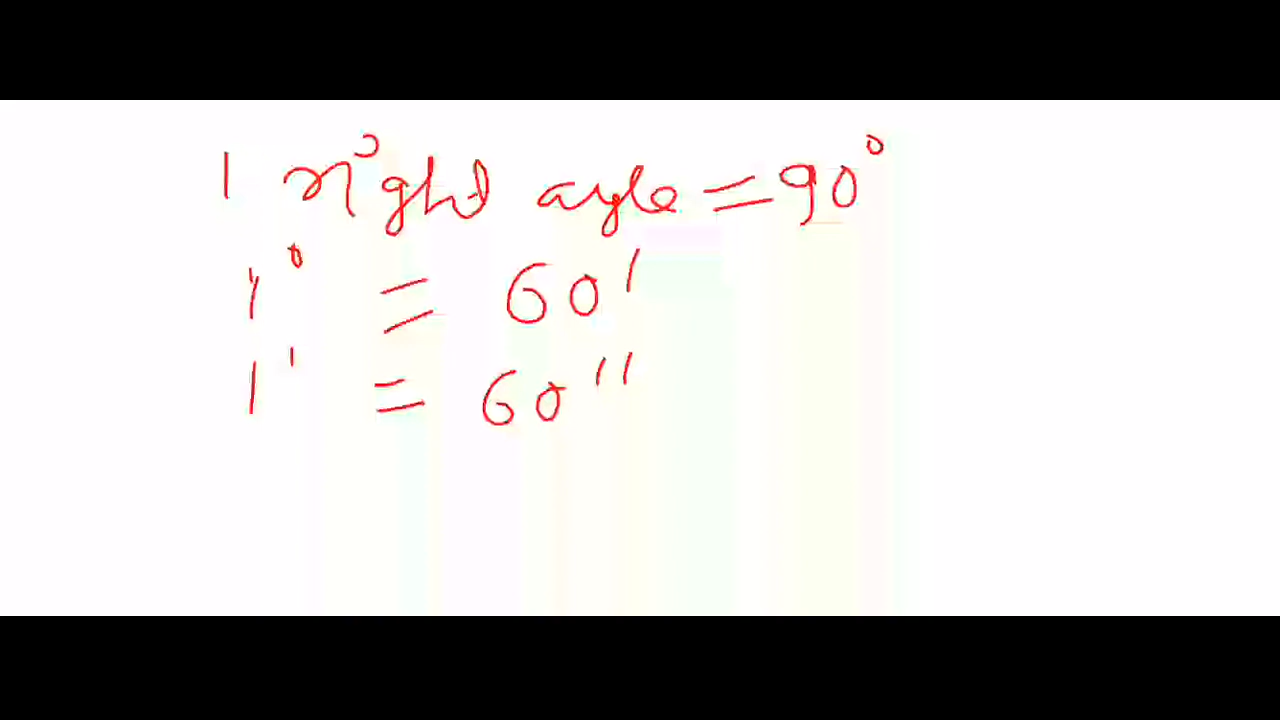 1 right angle = 90°
1° = 60'
1' = 60''